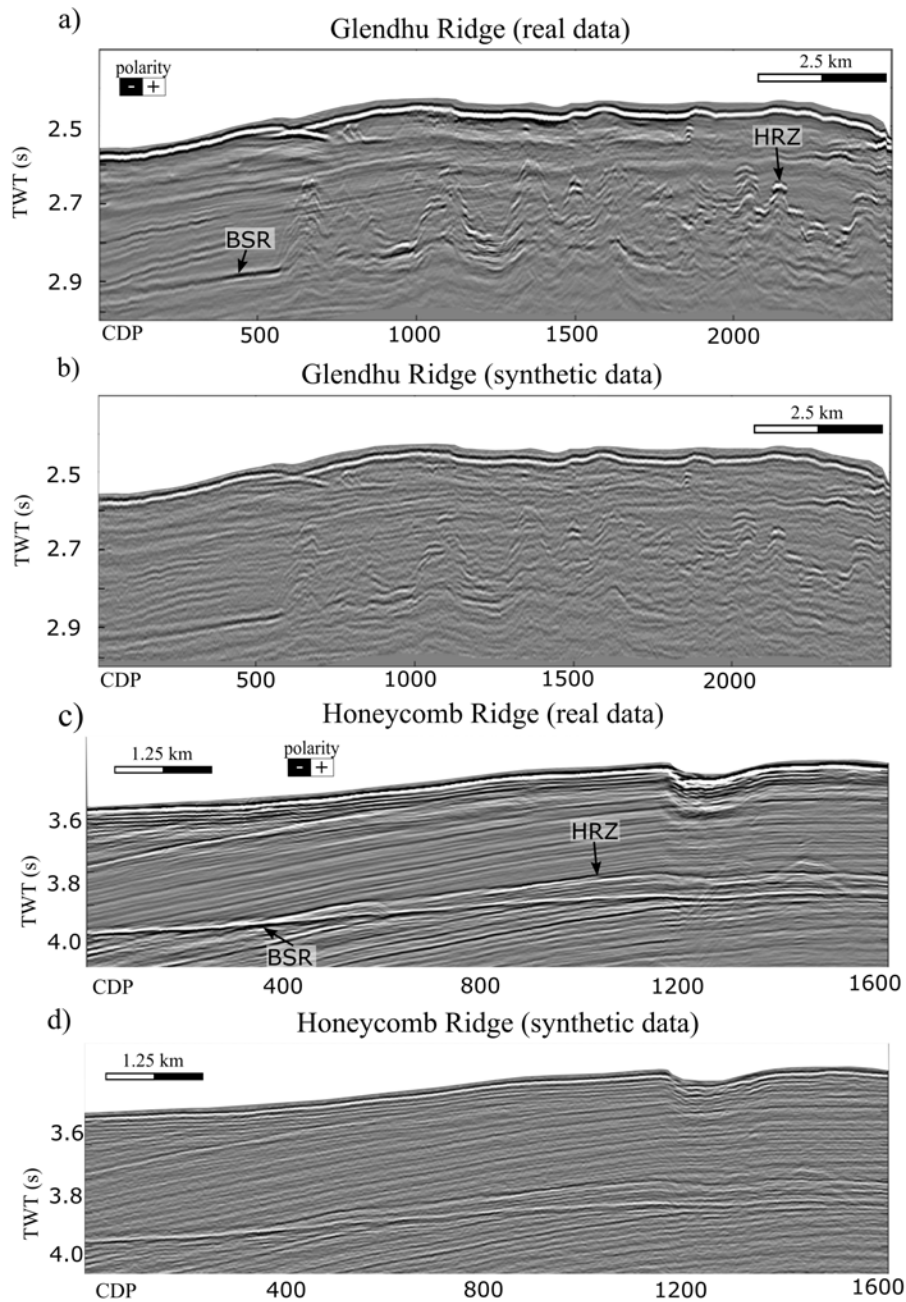 a)
Glendhu Ridge (real data)
polarity
- +
2.5 km
HRZ
BSR
TWT (s)
2.5
2.7
2.9
CDP
500
1000
1500
2000
b)
Glendhu Ridge (synthetic data)
2.5 km
TWT (s)
2.5
2.7
2.9
CDP
500
1000
1500
2000
c)
Honeycomb Ridge (real data)
1.25 km
polarity
- +
HRZ
BSR
TWT (s)
3.6
3.8
4.0
CDP
400
800
1200
1600
d)
Honeycomb Ridge (synthetic data)
1.25 km
TWT (s)
3.6
3.8
4.0
CDP
400
800
1200
1600